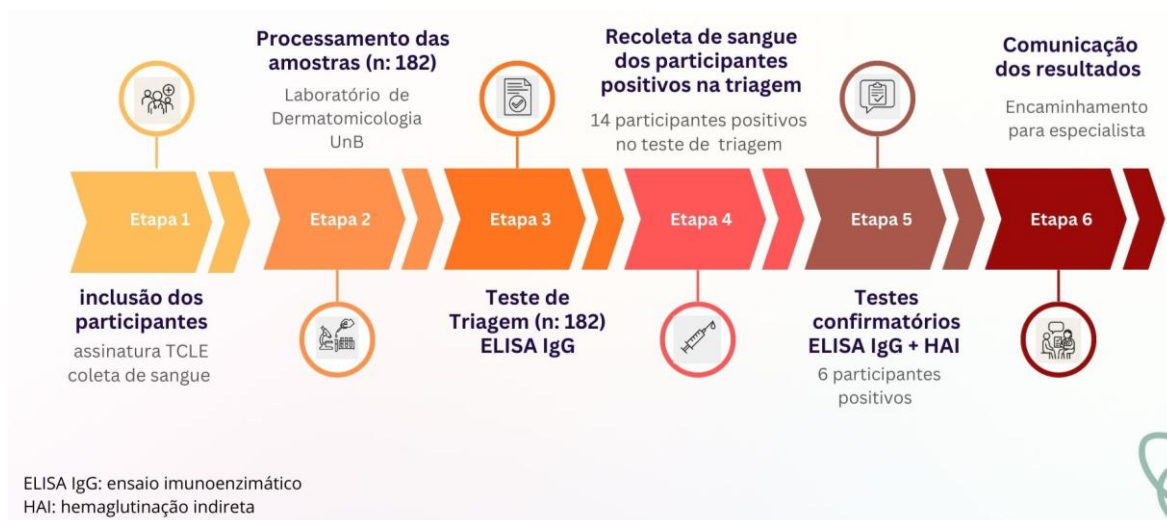 Etapa 1
inclusão dos
participantes
assinatura TCLE
coleta de sangue
Processamento das
amostras (n: 182)
Laboratório de
Dermatomicologia
UnB
Etapa 2
Etapa 3
Teste de
Triagem (n: 182)
ELISA IgG
Recoleta de sangue
dos participantes
positivos na triagem
14 participantes positivos
no teste de triagem
Etapa 4
Etapa 5
Testes
confirmatórios
ELISA IgG + HAI
6 participantes
positivos
Comunicação
dos resultados
Encaminhamento
para especialista
Etapa 6
ELISA IgG: ensaio imunoenzimático
HAI: hemaglutinação indireta